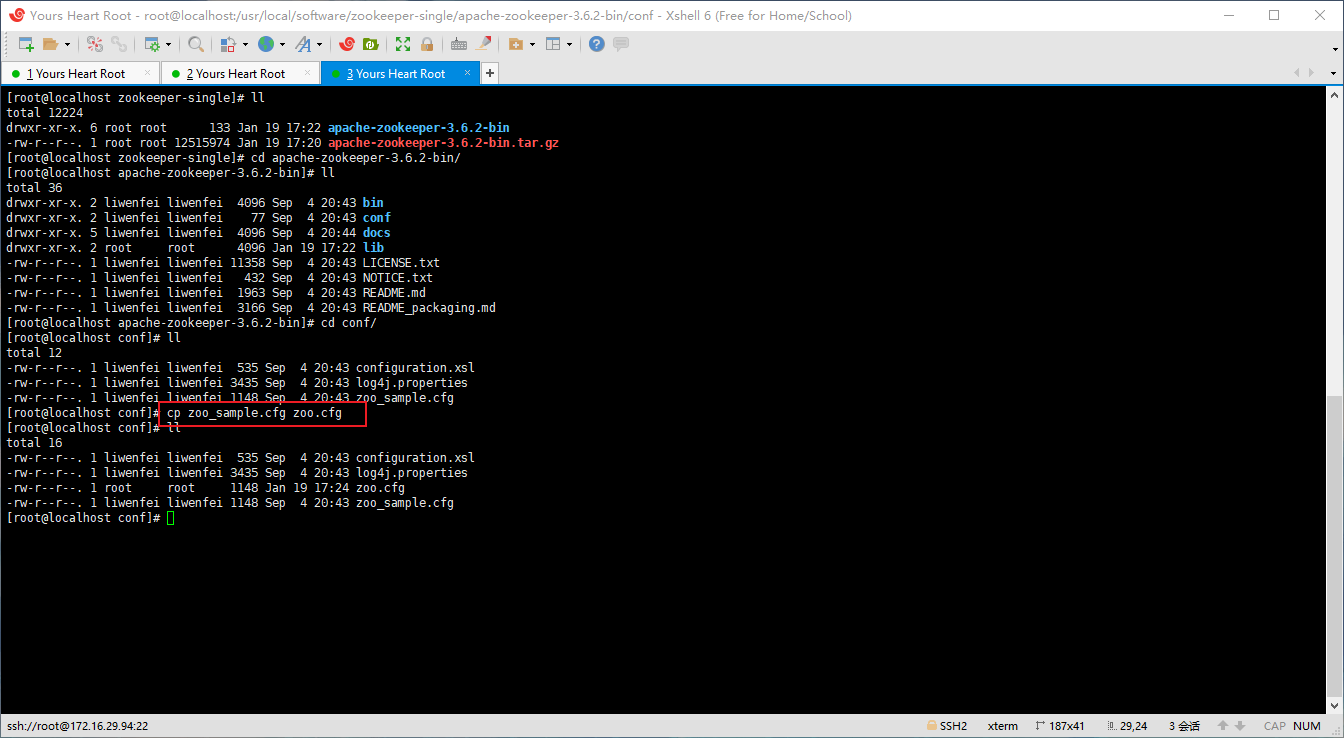 Yours Heart Root - root@localhost:/usr/local/software/zookeeper-single/apache-zookeeper-3.6.2-bin/conf - Xshell 6 (Free for Home/School)
1 Yours Heart Root × 2 Yours Heart Root × 3 Yours Heart Root × +
[root@localhost zookeeper-single]# ll
total 12224
drwxr-xr-x. 6 root root      133 Jan 19 17:22 apache-zookeeper-3.6.2-bin
-rw-r--r--. 1 root root 12515974 Jan 19 17:20 apache-zookeeper-3.6.2-bin.tar.gz
[root@localhost zookeeper-single]# cd apache-zookeeper-3.6.2-bin/
[root@localhost apache-zookeeper-3.6.2-bin]# ll
total 36
drwxr-xr-x. 2 liwenfei liwenfei  4096 Sep  4 20:43 bin
drwxr-xr-x. 2 liwenfei liwenfei    77 Sep  4 20:43 conf
drwxr-xr-x. 5 liwenfei liwenfei  4096 Sep  4 20:44 docs
drwxr-xr-x. 2 root     root      4096 Jan 19 17:22 lib
-rw-r--r--. 1 liwenfei liwenfei 11358 Sep  4 20:43 LICENSE.txt
-rw-r--r--. 1 liwenfei liwenfei   432 Sep  4 20:43 NOTICE.txt
-rw-r--r--. 1 liwenfei liwenfei  1963 Sep  4 20:43 README.md
-rw-r--r--. 1 liwenfei liwenfei  3166 Sep  4 20:43 README_packaging.md
[root@localhost apache-zookeeper-3.6.2-bin]# cd conf/
[root@localhost conf]# ll
total 12
-rw-r--r--. 1 liwenfei liwenfei  535 Sep  4 20:43 configuration.xsl
-rw-r--r--. 1 liwenfei liwenfei 3435 Sep  4 20:43 log4j.properties
-rw-r--r--. 1 liwenfei liwenfei 1148 Sep  4 20:43 zoo_sample.cfg
[root@localhost conf]# cp zoo_sample.cfg zoo.cfg
[root@localhost conf]# ll
total 16
-rw-r--r--. 1 liwenfei liwenfei  535 Sep  4 20:43 configuration.xsl
-rw-r--r--. 1 liwenfei liwenfei 3435 Sep  4 20:43 log4j.properties
-rw-r--r--. 1 root     root     1148 Jan 19 17:24 zoo.cfg
-rw-r--r--. 1 liwenfei liwenfei 1148 Sep  4 20:43 zoo_sample.cfg
[root@localhost conf]#
ssh://root@172.16.29.94:22 SSH2 xterm 187x41 29,24 3 会话 CAP NUM